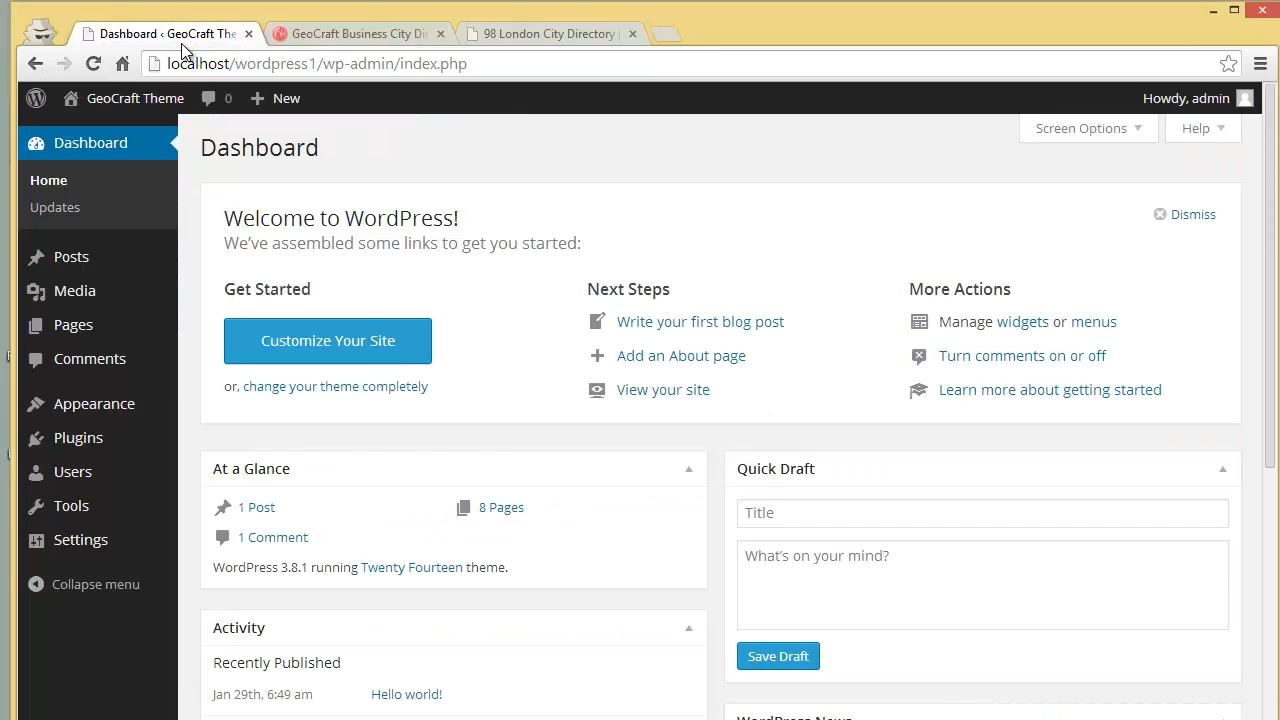 Dashboard ‹ GeoCraft The
GeoCraft Business City Di
98 London City Directory
localhost/wordpress1/wp-admin/index.php
GeoCraft Theme
0
New
Howdy, admin
Dashboard
Home
Updates
Posts
Media
Pages
Comments
Appearance
Plugins
Users
Tools
Settings
Collapse menu
Screen Options
Help
Dashboard
Welcome to WordPress!
We've assembled some links to get you started:
Dismiss
Get Started
Customize Your Site
or, change your theme completely
Next Steps
Write your first blog post
Add an About page
View your site
More Actions
Manage widgets or menus
Turn comments on or off
Learn more about getting started
At a Glance
1 Post
8 Pages
1 Comment
WordPress 3.8.1 running Twenty Fourteen theme.
Activity
Recently Published
Jan 29th, 6:49 am
Hello world!
Quick Draft
Title
What's on your mind?
Save Draft
WordPress News